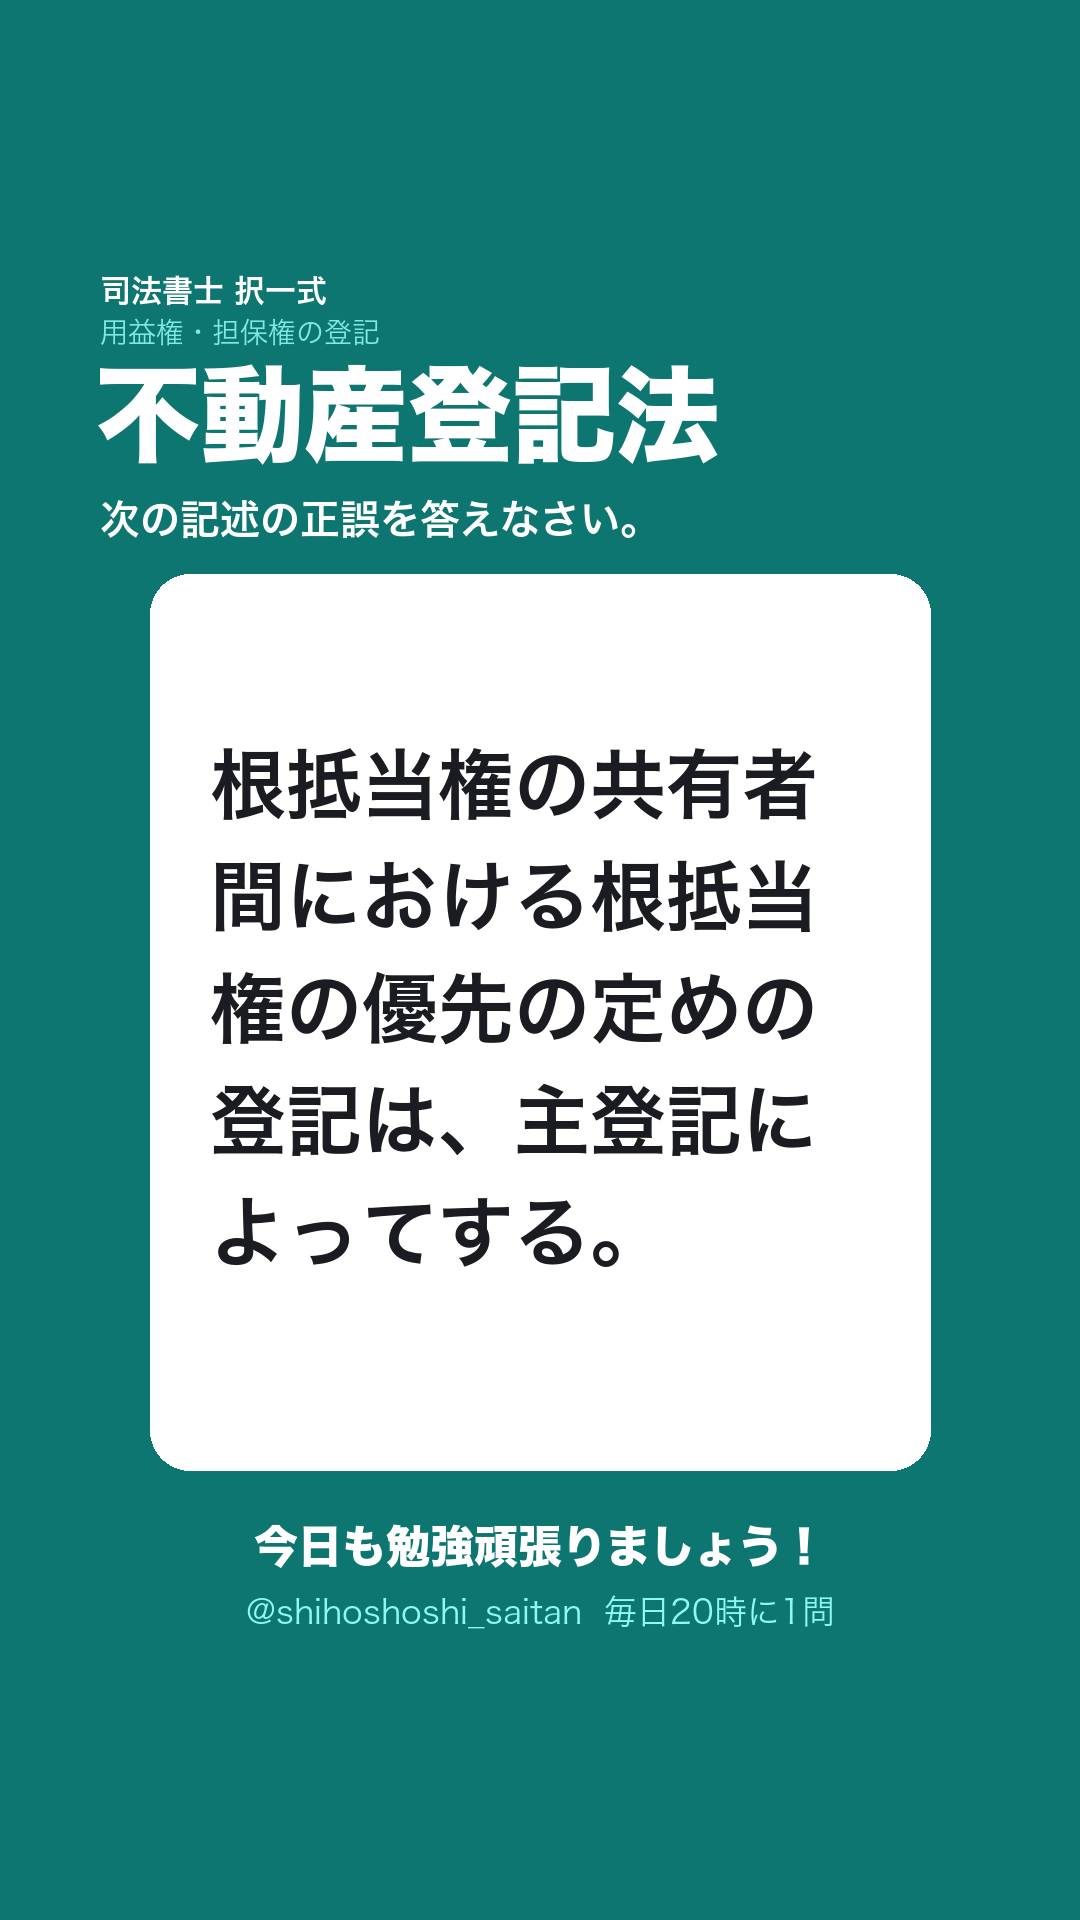 司法書士 択一式
用益権・担保権の登記
不動産登記法
次の記述の正誤を答えなさい。
根抵当権の共有者
間における根抵当
権の優先の定めの
登記は、主登記に
よってする。
今日も勉強頑張りましょう！
@shihoshoshi_saitan 毎日20時に1問